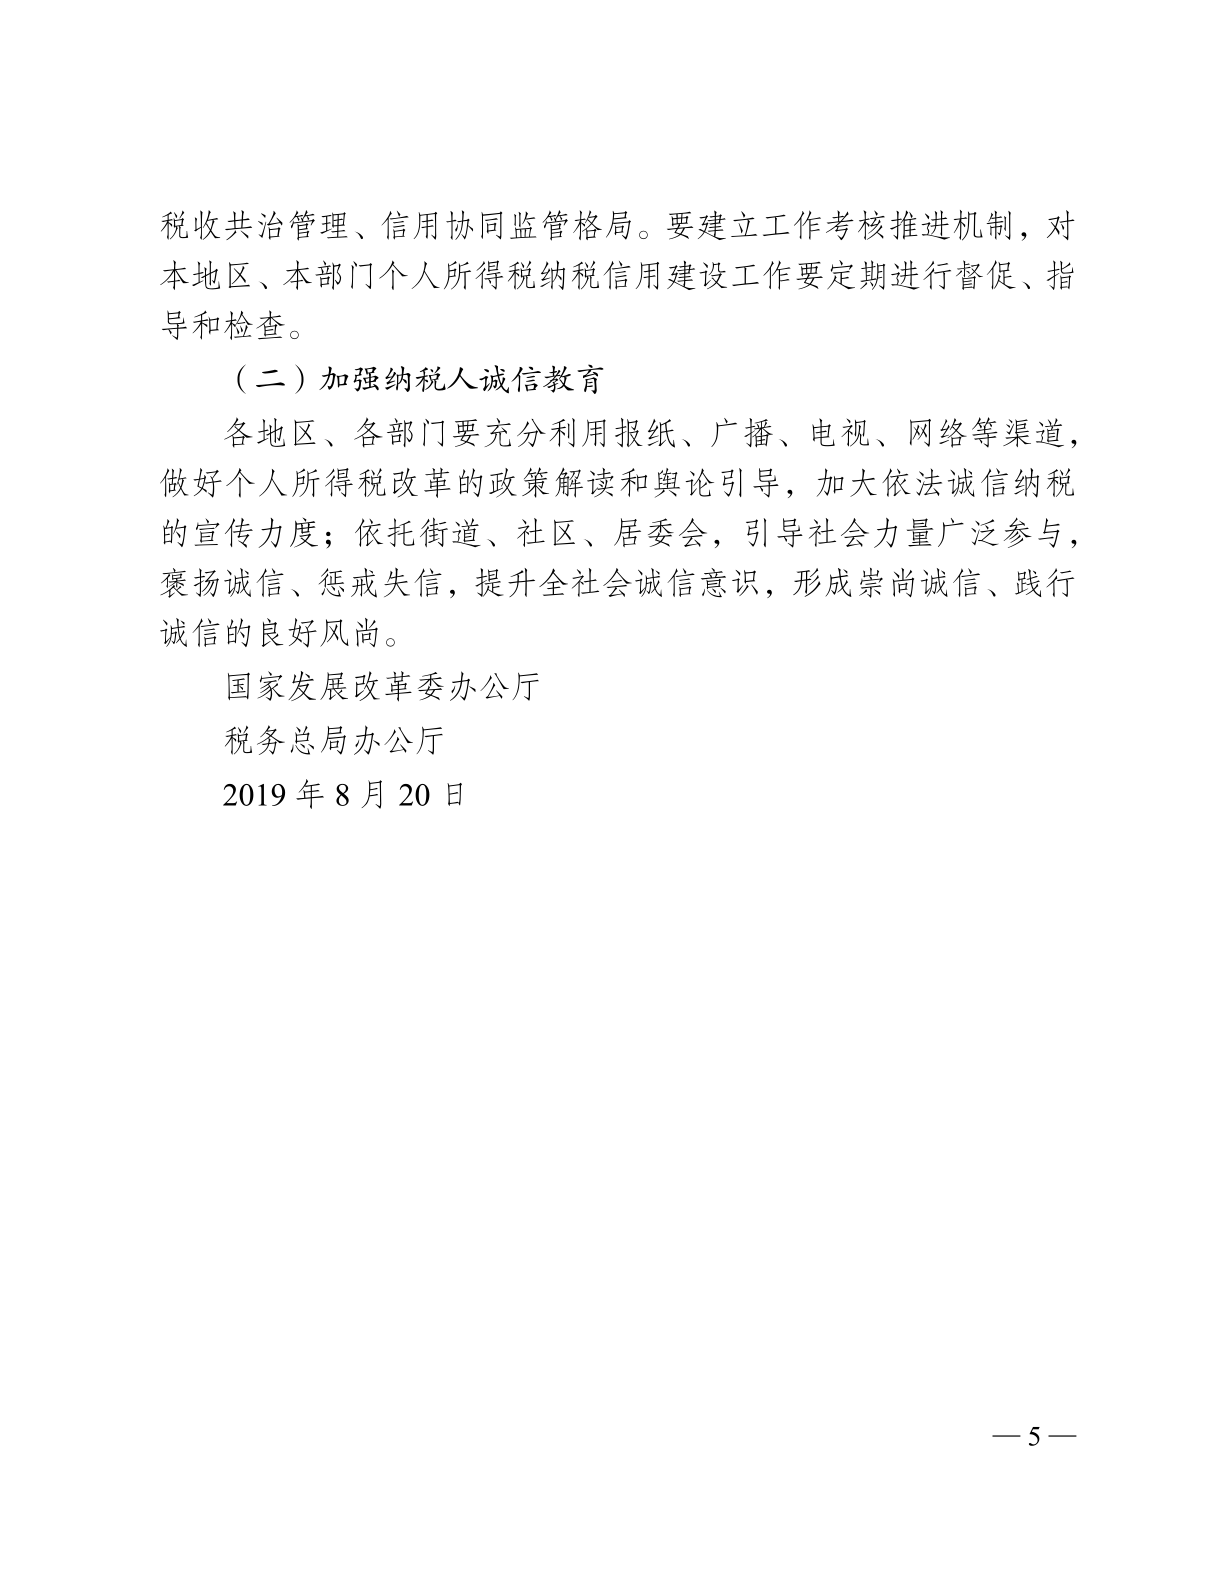 税收共治管理、信用协同监管格局。要建立工作考核推进机制，对
本地区、本部门个人所得税纳税信用建设工作要定期进行督促、指
导和检查。
（二）加强纳税人诚信教育
各地区、各部门要充分利用报纸、广播、电视、网络等渠道，
做好个人所得税改革的政策解读和舆论引导，加大依法诚信纳税
的宣传力度；依托街道、社区、居委会，引导社会力量广泛参与，
褒扬诚信、惩戒失信，提升全社会诚信意识，形成崇尚诚信、践行
诚信的良好风尚。
国家发展改革委办公厅
税务总局办公厅
2019 年 8 月 20 日
— 5 —